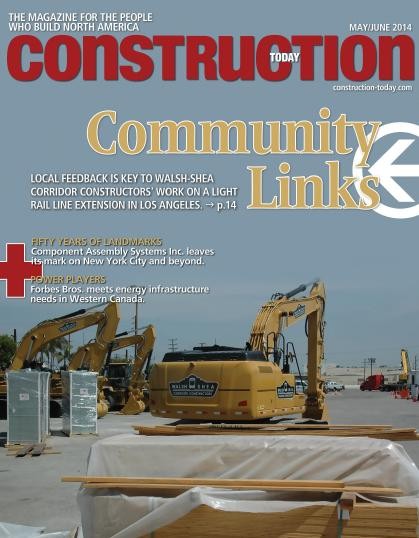 THE MAGAZINE FOR THE PEOPLE
WHO BUILD NORTH AMERICA
MAY/JUNE 2014
CONSTRUCTION
TODAY
construction-today.com
Community
Links
LOCAL FEEDBACK IS KEY TO WALSH-SHEA
CORRIDOR CONSTRUCTORS' WORK ON A LIGHT
RAIL LINE EXTENSION IN LOS ANGELES. → p.14
FIFTY YEARS OF LANDMARKS
Component Assembly Systems Inc. leaves
its mark on New York City and beyond.
POWER PLAYERS
Forbes Bros. meets energy infrastructure
needs in Western Canada.
WALSH SHEA
CORRIDOR CONSTRUCTORS